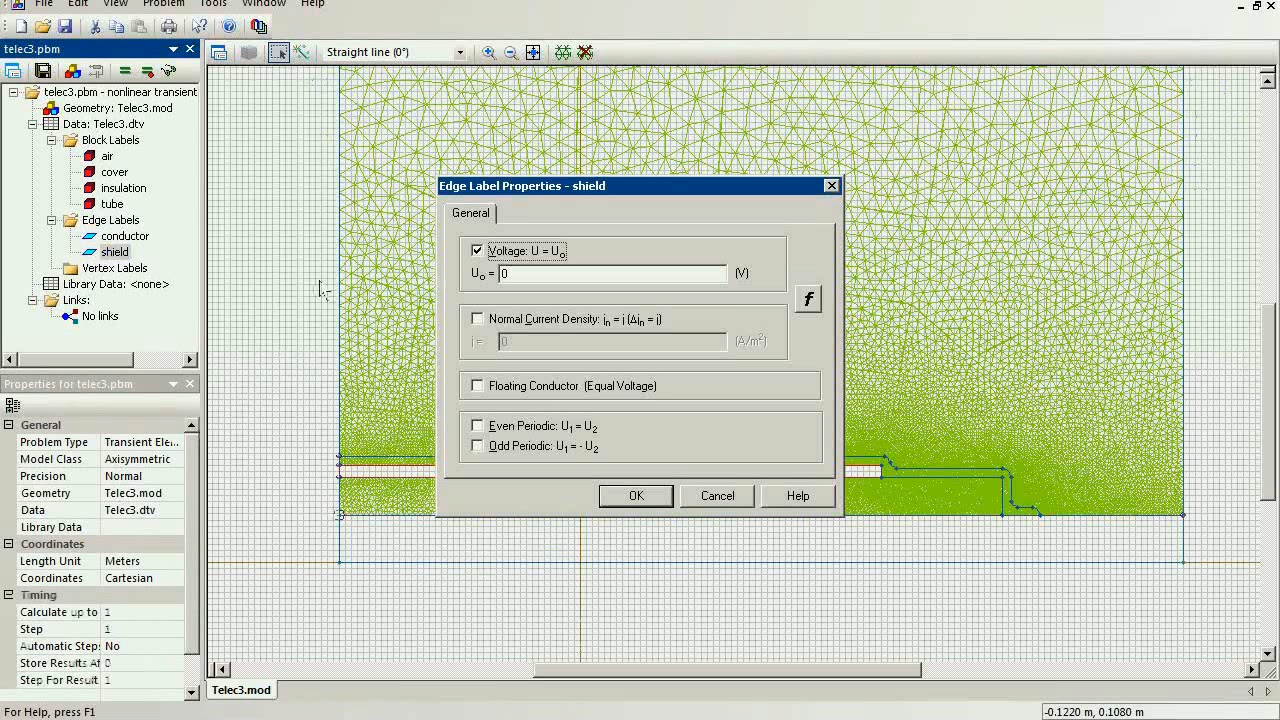 File
Edit
View
Problem
Tools
Window
Help
telec3.pbm
telec3.pbm - nonlinear transient
Geometry: Telec3.mod
Data: Telec3.dtv
Block Labels
air
cover
insulation
tube
Edge Labels
conductor
shield
Vertex Labels
Library Data: <none>
Links:
No links
Properties for telec3.pbm
General
Problem Type Transient Ele...
Model Class Axisymmetric
Precision Normal
Geometry Telec3.mod
Data Telec3.dtv
Library Data
Coordinates
Length Unit Meters
Coordinates Cartesian
Timing
Calculate up to 1
Step 1
Automatic Steps No
Store Results At 0
Step For Result 1
Straight line (0°)
Edge Label Properties - shield
General
Voltage: U = Uo
Uo = 0 (V)
f
Normal Current Density: jn = j (Δjn = j)
j = 0 (A/m²)
Floating Conductor (Equal Voltage)
Even Periodic: U1 = U2
Odd Periodic: U1 = - U2
OK
Cancel
Help
Telec3.mod
For Help, press F1
-0.1220 m, 0.1080 m